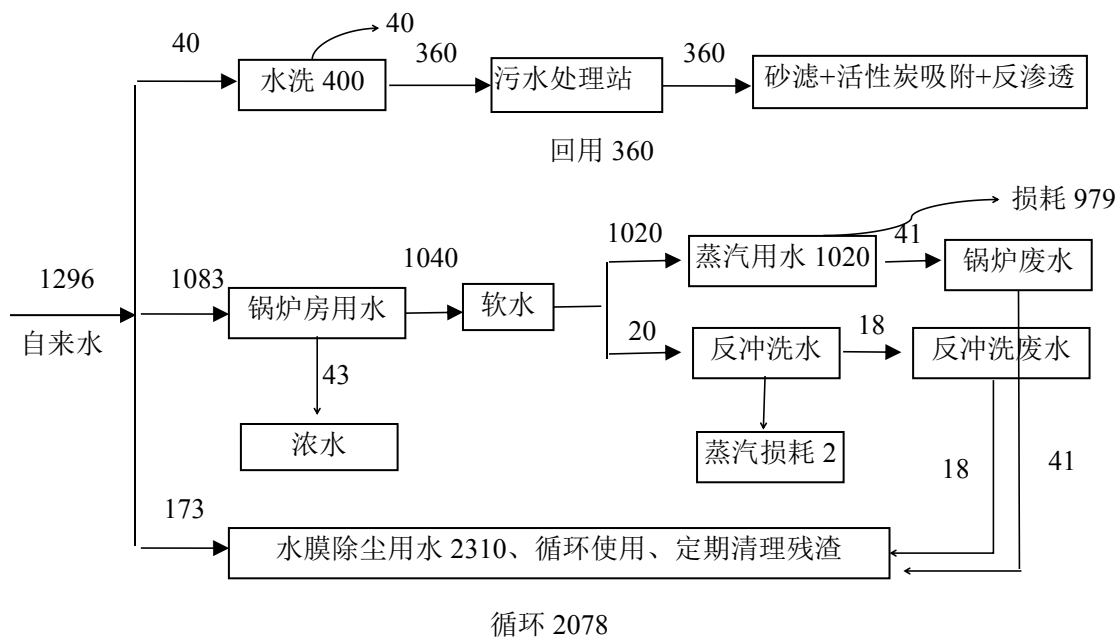 40
40
水洗 400
360
污水处理站
360
砂滤+活性炭吸附+反渗透
回用 360
损耗 979
1296
自来水
1083
锅炉房用水
1040
软水
1020
蒸汽用水 1020
41
锅炉废水
20
反冲洗水
18
反冲洗废水
43
浓水
蒸汽损耗 2
18
41
173
水膜除尘用水 2310、循环使用、定期清理残渣
循环 2078